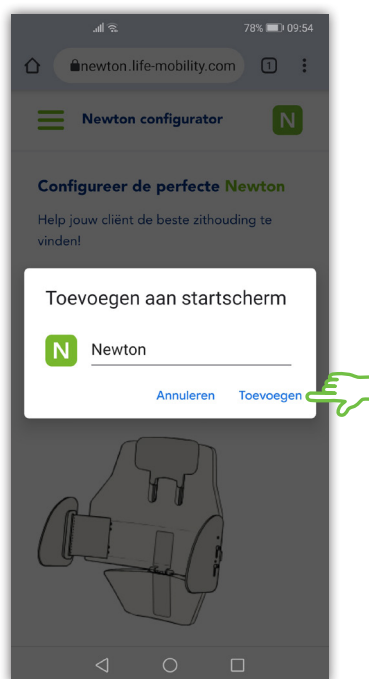 78% 09:54
newton.life-mobility.com 1
Newton configurator N
Configureer de perfecte Newton
Help jouw cliënt de beste zithouding te
vinden!
Toevoegen aan startscherm
N Newton
Annuleren Toevoegen